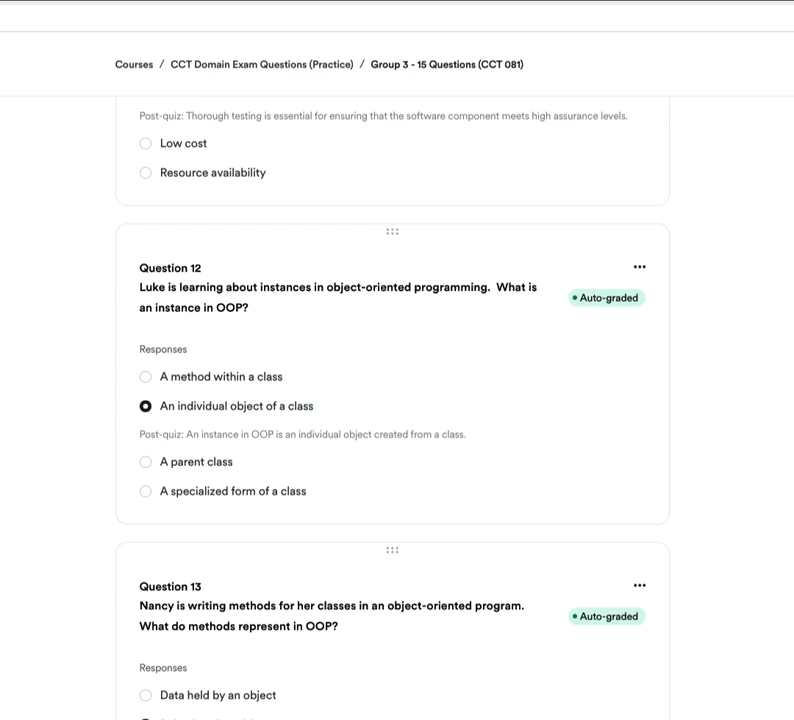 Courses / CCT Domain Exam Questions (Practice) / Group 3 - 15 Questions (CCT 081)
Post-quiz: Thorough testing is essential for ensuring that the software component meets high assurance levels.
Low cost
Resource availability
Question 12
Luke is learning about instances in object-oriented programming. What is
an instance in OOP?
Auto-graded
Responses
A method within a class
An individual object of a class
Post-quiz: An instance in OOP is an individual object created from a class.
A parent class
A specialized form of a class
Question 13
Nancy is writing methods for her classes in an object-oriented program.
What do methods represent in OOP?
Auto-graded
Responses
Data held by an object